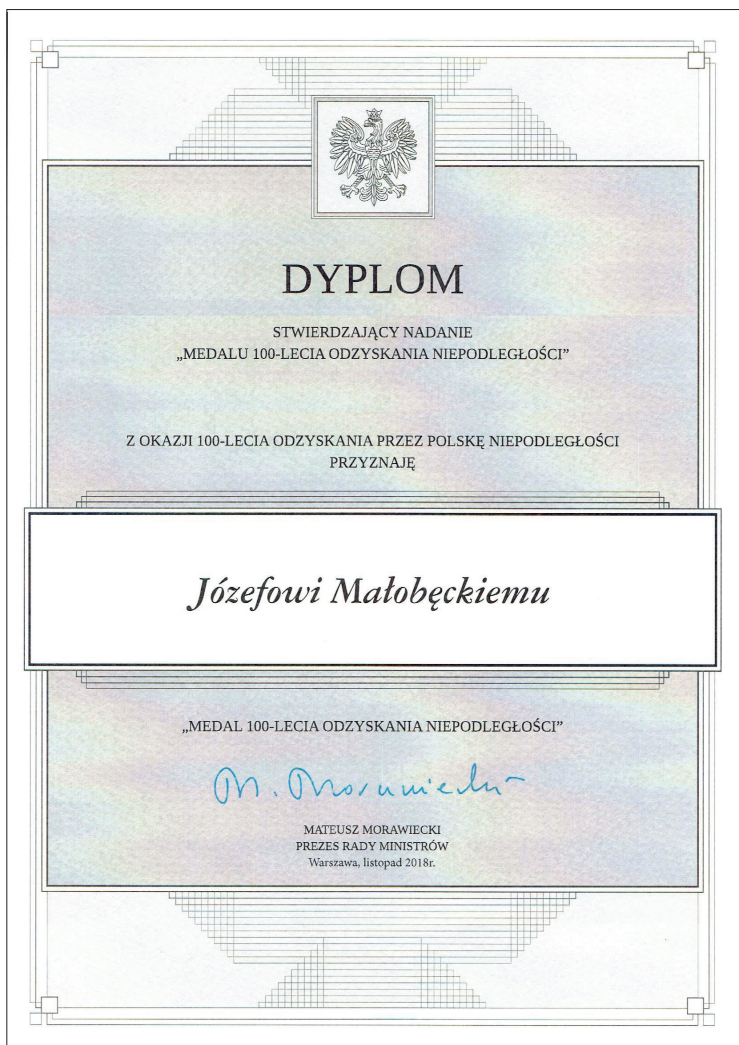 DYPLOM
STWIERDZAJĄCY NADANIE
„MEDALU 100-LECIA ODZYSKANIA NIEPODLEGŁOŚCI”
Z OKAZJI 100-LECIA ODZYSKANIA PRZEZ POLSKĘ NIEPODLEGŁOŚCI
PRZYZNAJĘ
Józefowi Małobęckiemu
„MEDAL 100-LECIA ODZYSKANIA NIEPODLEGŁOŚCI”
M. Morawiecki
MATEUSZ MORAWIECKI
PREZES RADY MINISTRÓW
Warszawa, listopad 2018r.